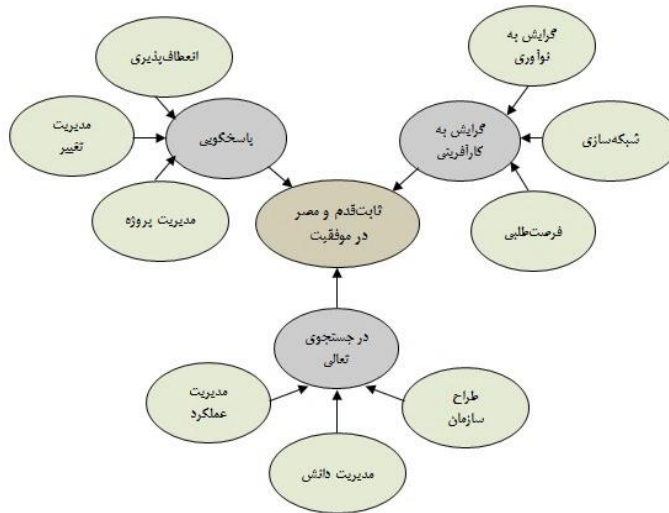 گرایش به
نوآوری
انعطاف‌پذیری
مدیریت
تغییر
پاسخگویی
گرایش به
کارآفرینی
شبکه‌سازی
مدیریت پروژه
ثابت‌قدم و مصر
در موفقیت
فرصت‌طلبی
در جستجوی
تعالی
مدیریت
عملکرد
طراح
سازمان
مدیریت دانش